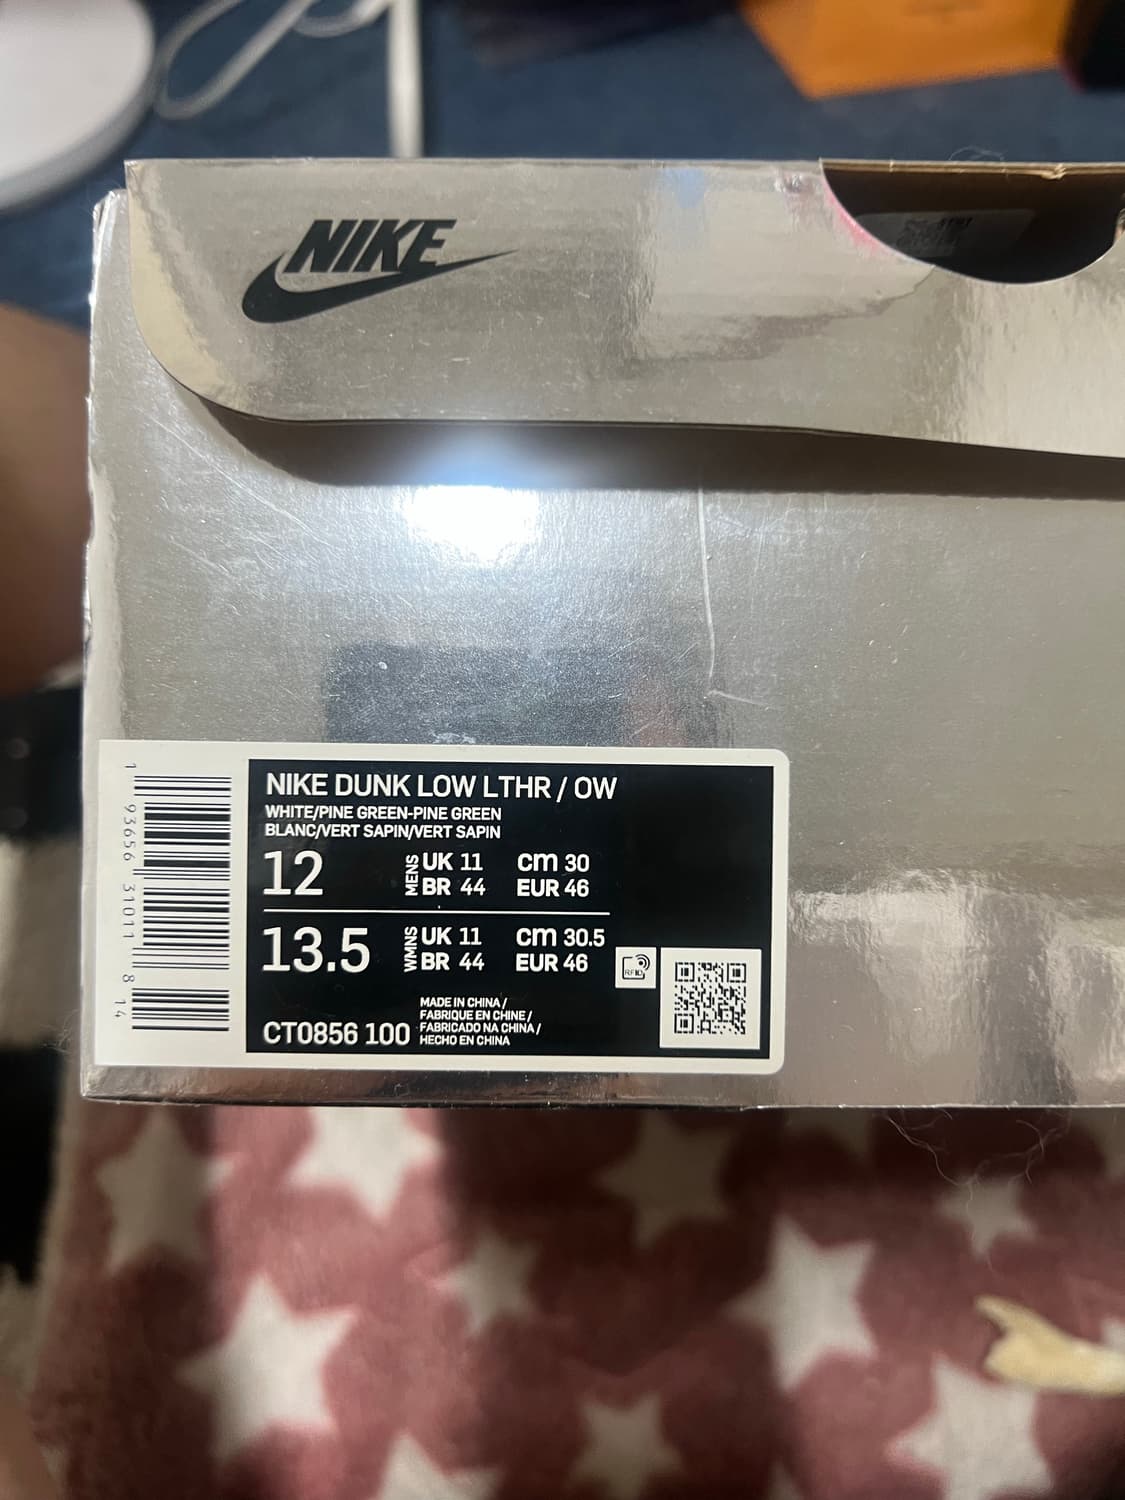 NIKE
NIKE DUNK LOW LTHR / OW
WHITE/PINE GREEN-PINE GREEN
BLANC/VERT SAPIN/VERT SAPIN
12 MENS UK 11 cm 30
BR 44 EUR 46
13.5 WMNS UK 11 cm 30.5
BR 44 EUR 46
MADE IN CHINA /
FABRIQUE EN CHINE /
FABRICADO NA CHINA /
HECHO EN CHINA
CT0856 100
RFID
1 93656 31011 8 14